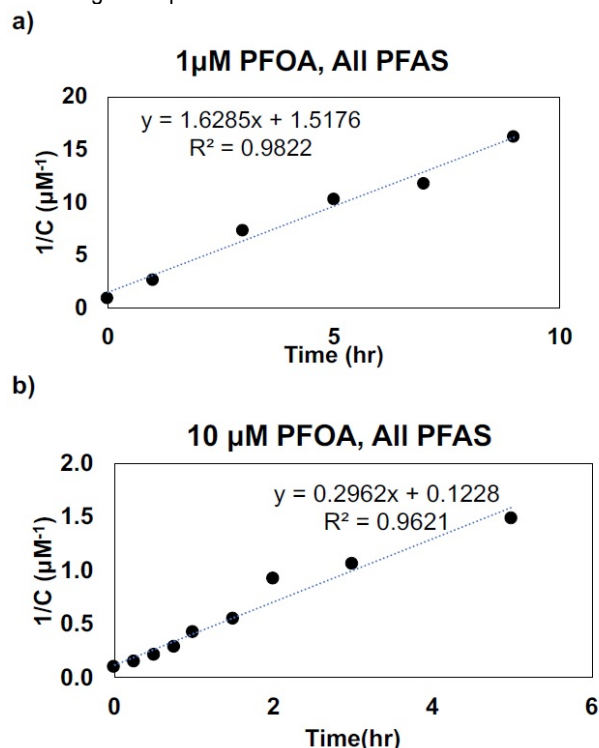 a)
1µM PFOA, All PFAS
y = 1.6285x + 1.5176
R² = 0.9822
20
15
10
5
0
1/C (µM⁻¹)
0 5 10
Time (hr)
b)
10 µM PFOA, All PFAS
y = 0.2962x + 0.1228
R² = 0.9621
2.0
1.5
1.0
0.5
0.0
1/C (µM⁻¹)
0 2 4 6
Time(hr)